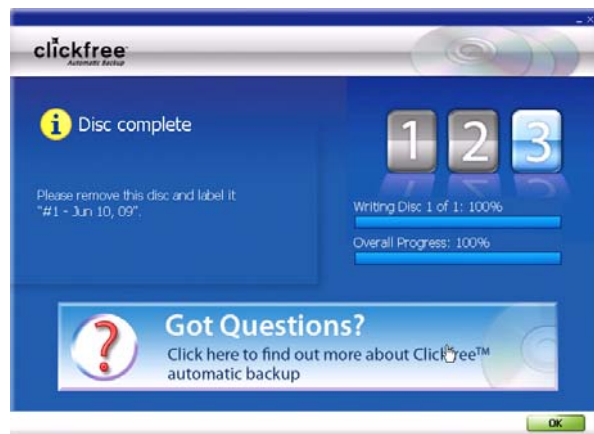 clickfree
Automatic Backup
i Disc complete
1 2 3
Please remove this disc and label it
"#1 - Jun 10, 09".
Writing Disc 1 of 1: 100%
Overall Progress: 100%
? Got Questions?
Click here to find out more about Clickfree™
automatic backup
OK